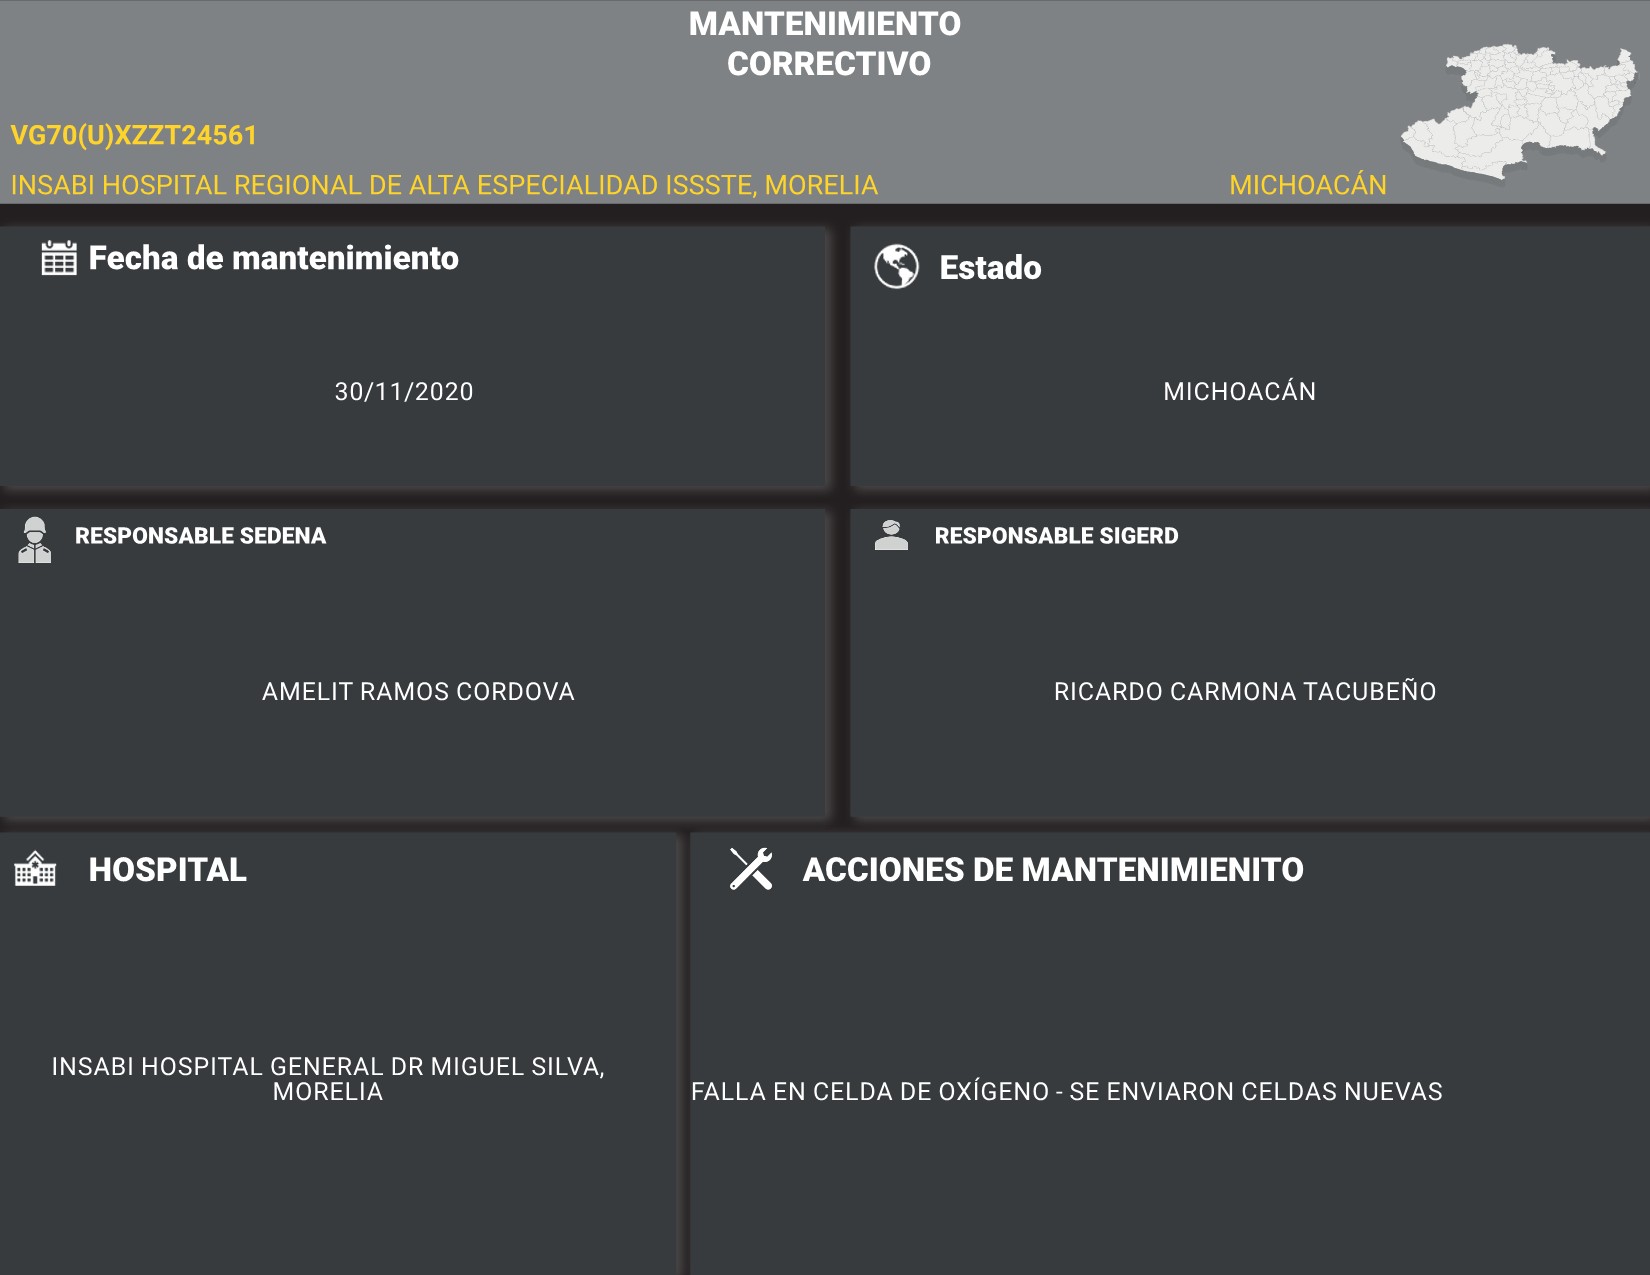 MANTENIMIENTO
CORRECTIVO
VG70(U)XZZT24561
INSABI HOSPITAL REGIONAL DE ALTA ESPECIALIDAD ISSSTE, MORELIA
MICHOACÁN
Fecha de mantenimiento
30/11/2020
Estado
MICHOACÁN
RESPONSABLE SEDENA
AMELIT RAMOS CORDOVA
RESPONSABLE SIGERD
RICARDO CARMONA TACUBEÑO
HOSPITAL
INSABI HOSPITAL GENERAL DR MIGUEL SILVA,
MORELIA
ACCIONES DE MANTENIMIENITO
FALLA EN CELDA DE OXÍGENO - SE ENVIARON CELDAS NUEVAS